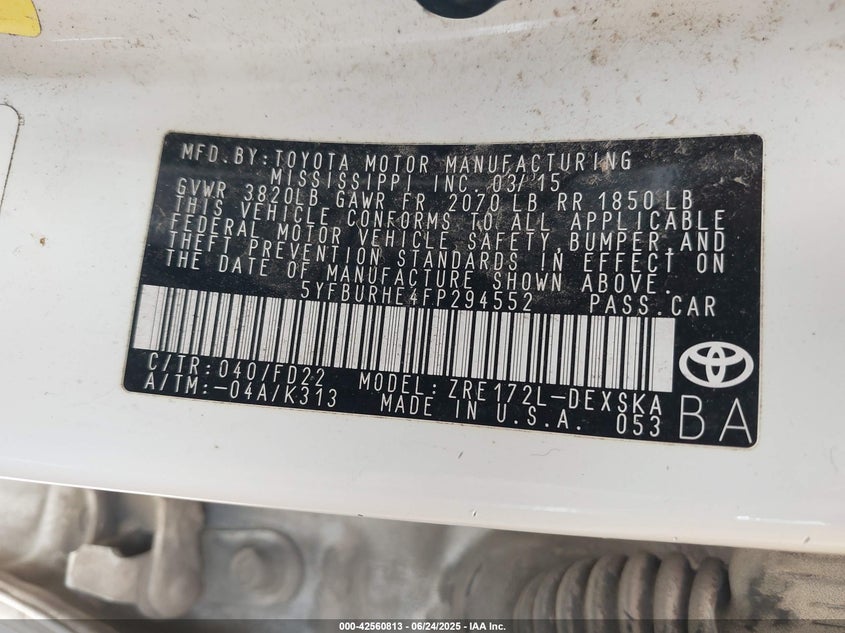 MFD.BY:TOYOTA MOTOR MANUFACTURING
MISSISSIPPI INC. 03/15
GVWR 3820LB GAWR FR 2070 LB RR 1850 LB
THIS VEHICLE CONFORMS TO ALL APPLICABLE
FEDERAL MOTOR VEHICLE SAFETY,BUMPER,AND
THEFT PREVENTION STANDARDS IN EFFECT ON
THE DATE OF MANUFACTURE SHOWN ABOVE.
5YFBURHE4FP294552 PASS.CAR
C/TR:040/FD22 MODEL:ZRE172L-DEXSKA
A/TM:-04A/K313 MADE IN U.S.A. 053 BA
000-42560813 - 06/24/2025 - IAA Inc.